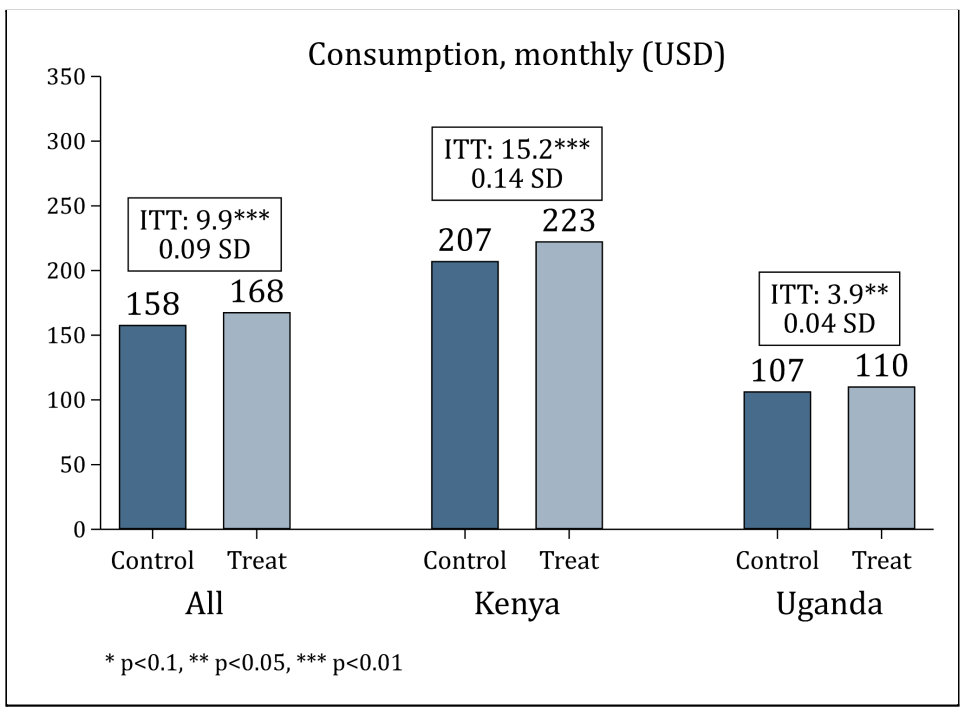 Consumption, monthly (USD)
350
300
250
200
150
100
50
0
ITT: 9.9***
0.09 SD
158
168
ITT: 15.2***
0.14 SD
207
223
ITT: 3.9**
0.04 SD
107
110
Control Treat Control Treat Control Treat
All Kenya Uganda
* p<0.1, ** p<0.05, *** p<0.01